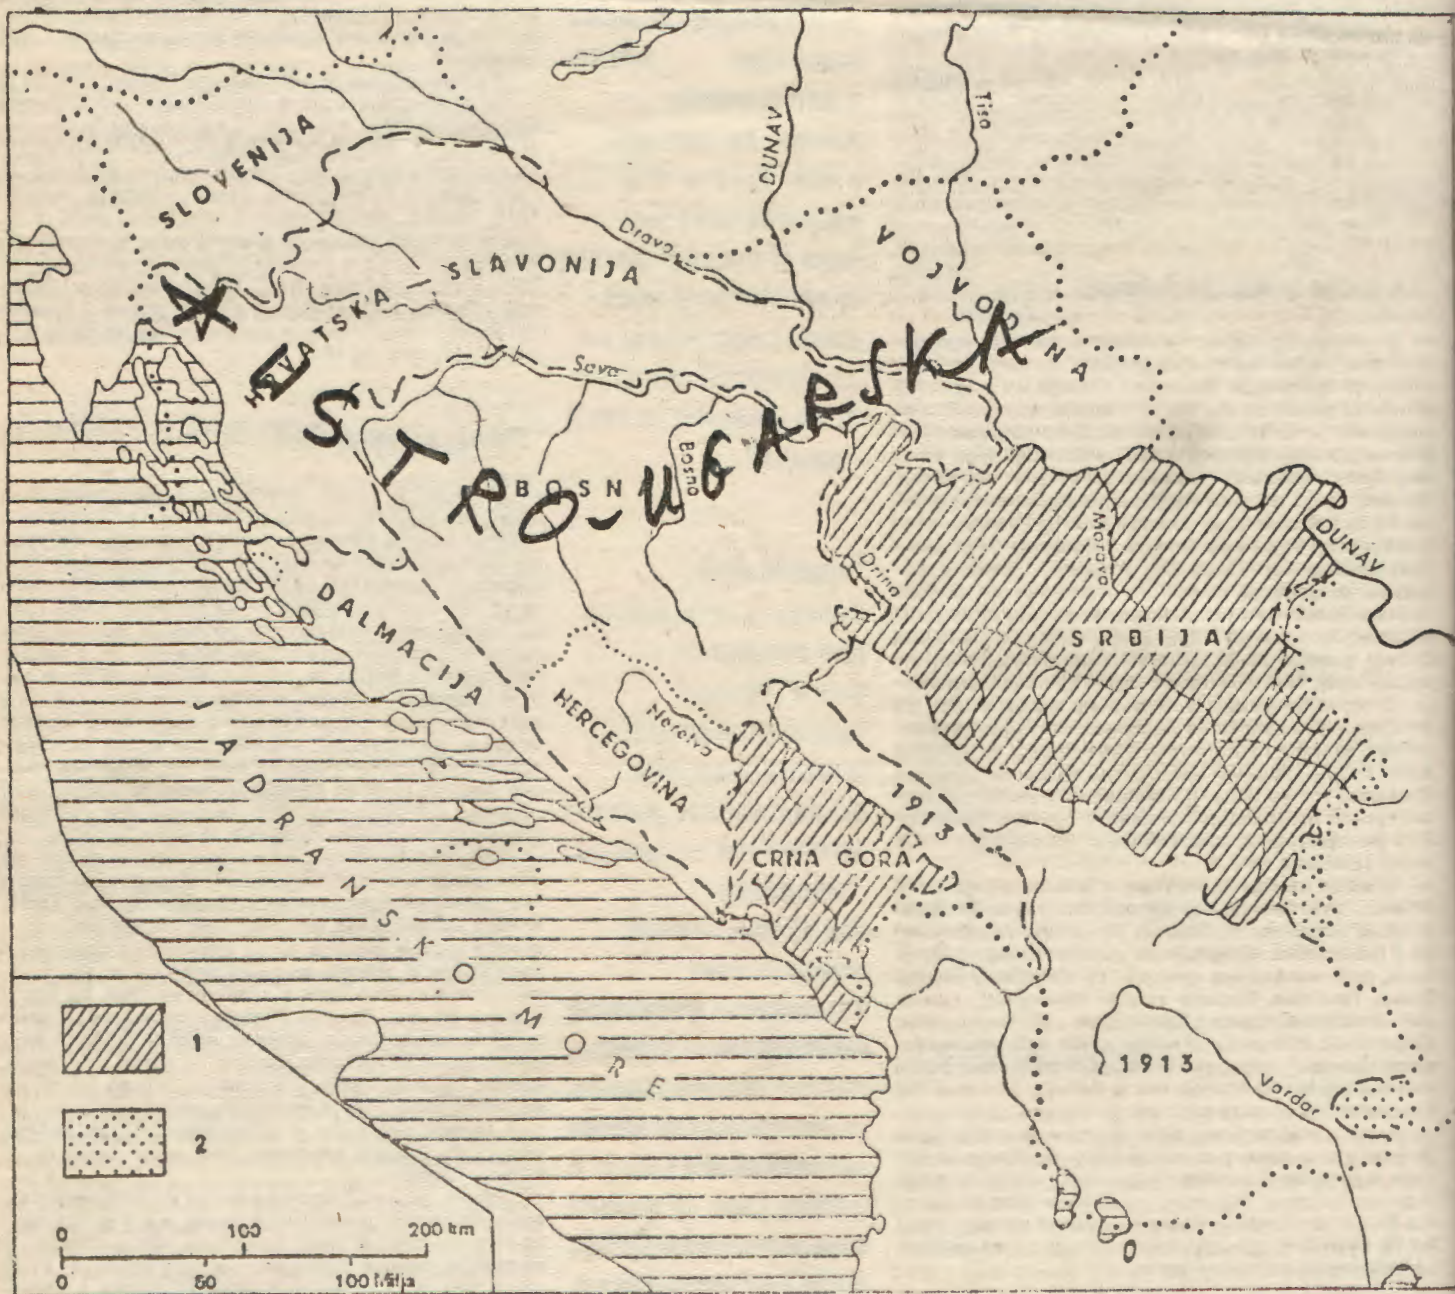 SLOVENIJA
DUNAV
Tisa
Drava
VOJVODINA
HRVATSKA - SLAVONIJA
AUSTRO-UGARSKA
Sava
BOSNA
Bosna
DALMACIJA
HERCEGOVINA
Neretva
Drina
Morava
DUNAV
SRBIJA
1913
CRNA GORA
JADRANSKO MORE
1
2
1913
Vardar
0 100 200 km
0 50 100 Milja